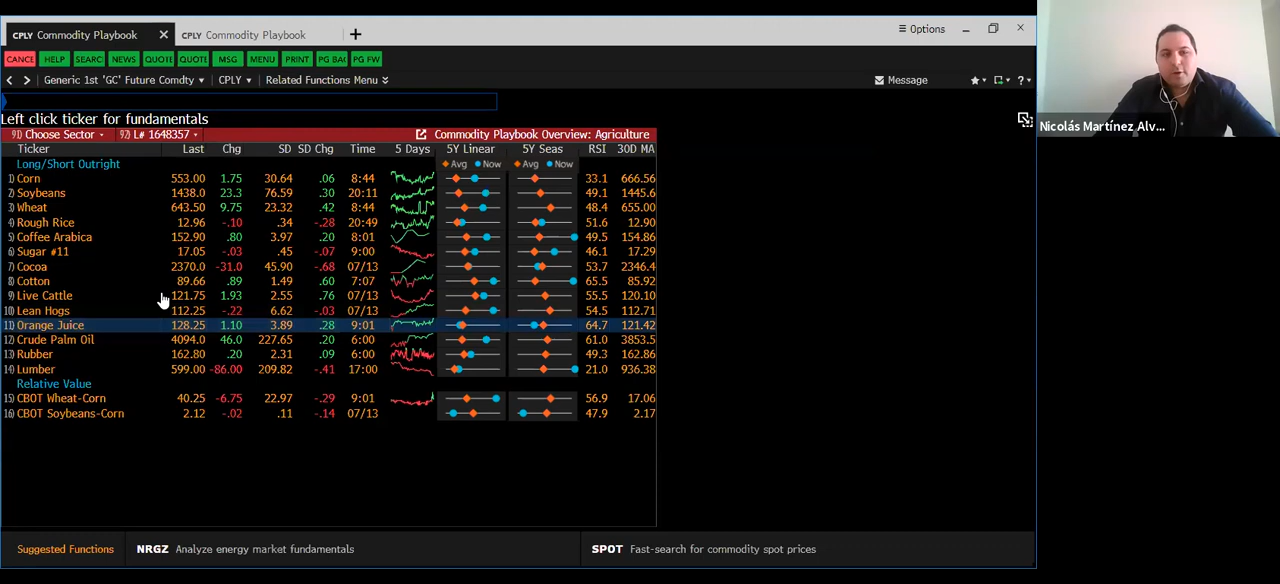 CPLY Commodity Playbook
CPLY Commodity Playbook
Options
CANCE HELP SEARC NEWS QUOTE QUOTE MSG MENU PRINT PG BAC PG FW
Generic 1st 'GC' Future Comdty CPLY Related Functions Menu Message
Left click ticker for fundamentals
91) Choose Sector 92) L# 1648357 Commodity Playbook Overview: Agriculture
Ticker Last Chg SD SD Chg Time 5 Days 5Y Linear 5Y Seas RSI 30D MA
Long/Short Outright Avg Now Avg Now
1) Corn 553.00 1.75 30.64 .06 8:44 33.1 666.56
2) Soybeans 1438.0 23.3 76.59 .30 20:11 49.1 1445.6
3) Wheat 643.50 9.75 23.32 .42 8:44 48.4 655.00
4) Rough Rice 12.96 -.10 .34 -.28 20:49 51.6 12.90
5) Coffee Arabica 152.90 .80 3.97 .20 8:01 49.5 154.86
6) Sugar #11 17.05 -.03 .45 -.07 9:00 46.1 17.29
7) Cocoa 2370.0 -31.0 45.90 -.68 07/13 53.7 2346.4
8) Cotton 89.66 .89 1.49 .60 7:07 65.5 85.92
9) Live Cattle 121.75 1.93 2.55 .76 07/13 55.5 120.10
10) Lean Hogs 112.25 -.22 6.62 -.03 07/13 54.5 112.71
11) Orange Juice 128.25 1.10 3.89 .28 9:01 64.7 121.42
12) Crude Palm Oil 4094.0 46.0 227.65 .20 6:00 61.0 3853.5
13) Rubber 162.80 .20 2.31 .09 6:00 49.3 162.86
14) Lumber 599.00 -86.00 209.82 -.41 17:00 21.0 936.38
Relative Value
15) CBOT Wheat-Corn 40.25 -6.75 22.97 -.29 9:01 56.9 17.06
16) CBOT Soybeans-Corn 2.12 -.02 .11 -.14 07/13 47.9 2.17
Suggested Functions NRGZ Analyze energy market fundamentals SPOT Fast-search for commodity spot prices
Nicolás Martínez Alv...